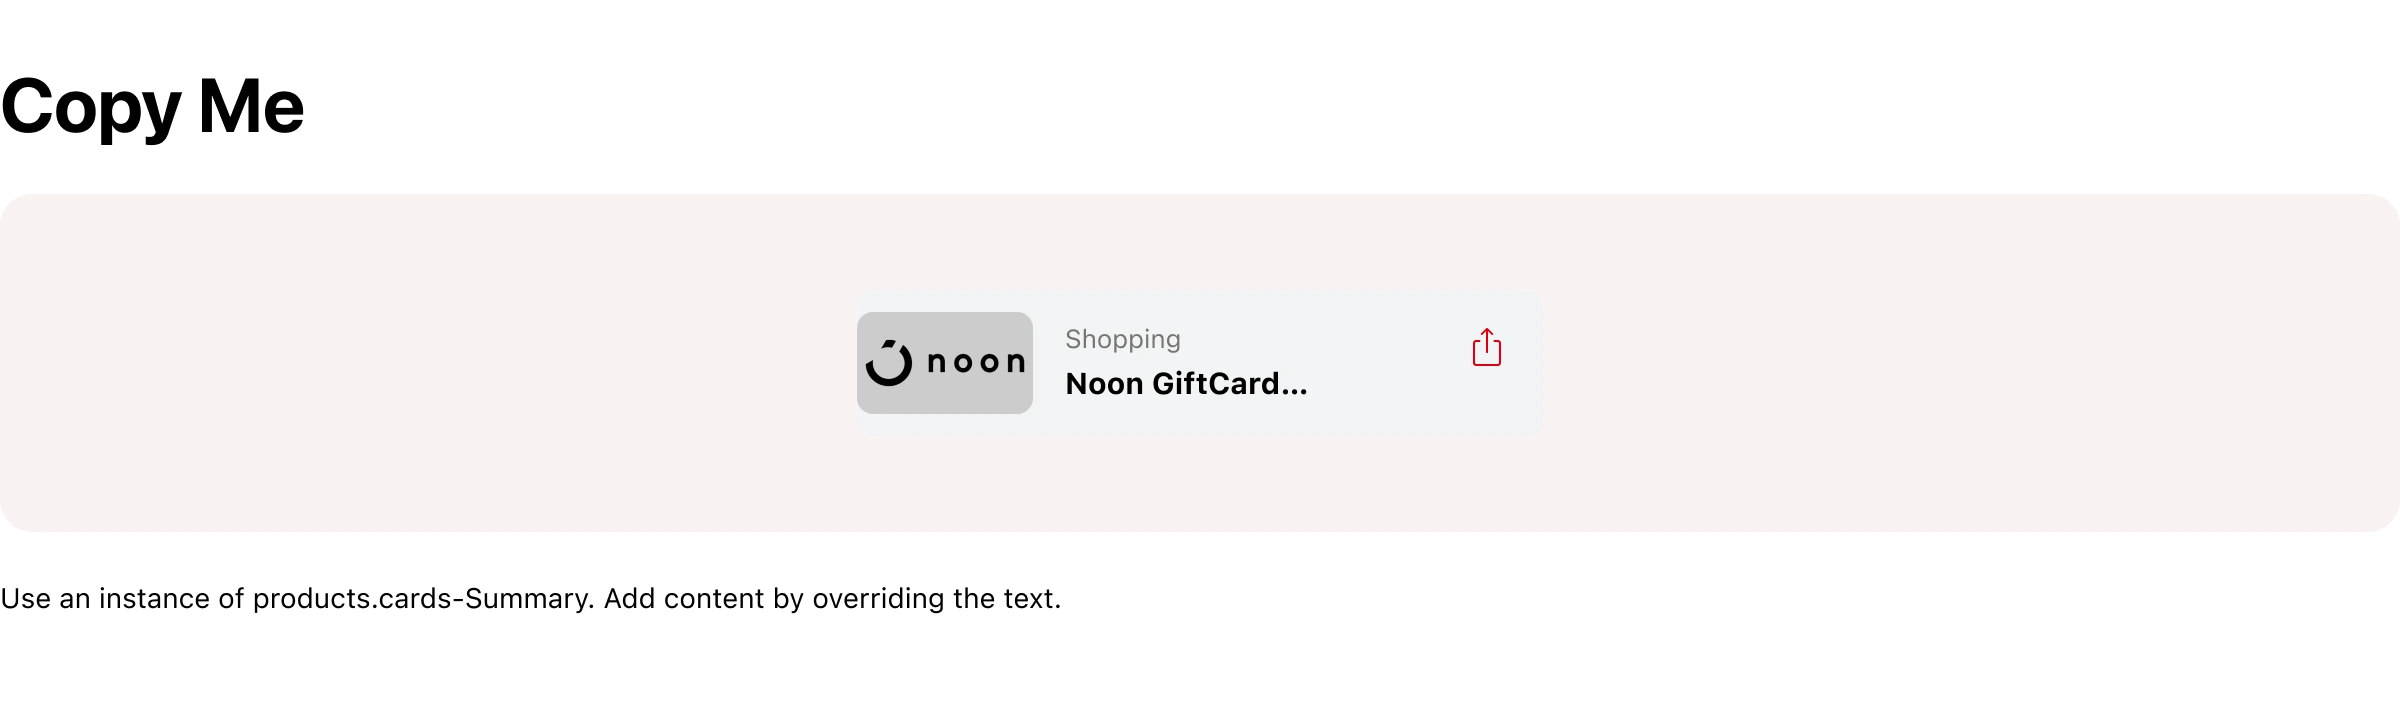 Copy Me
noon
Shopping
Noon GiftCard...
Use an instance of products.cards-Summary. Add content by overriding the text.